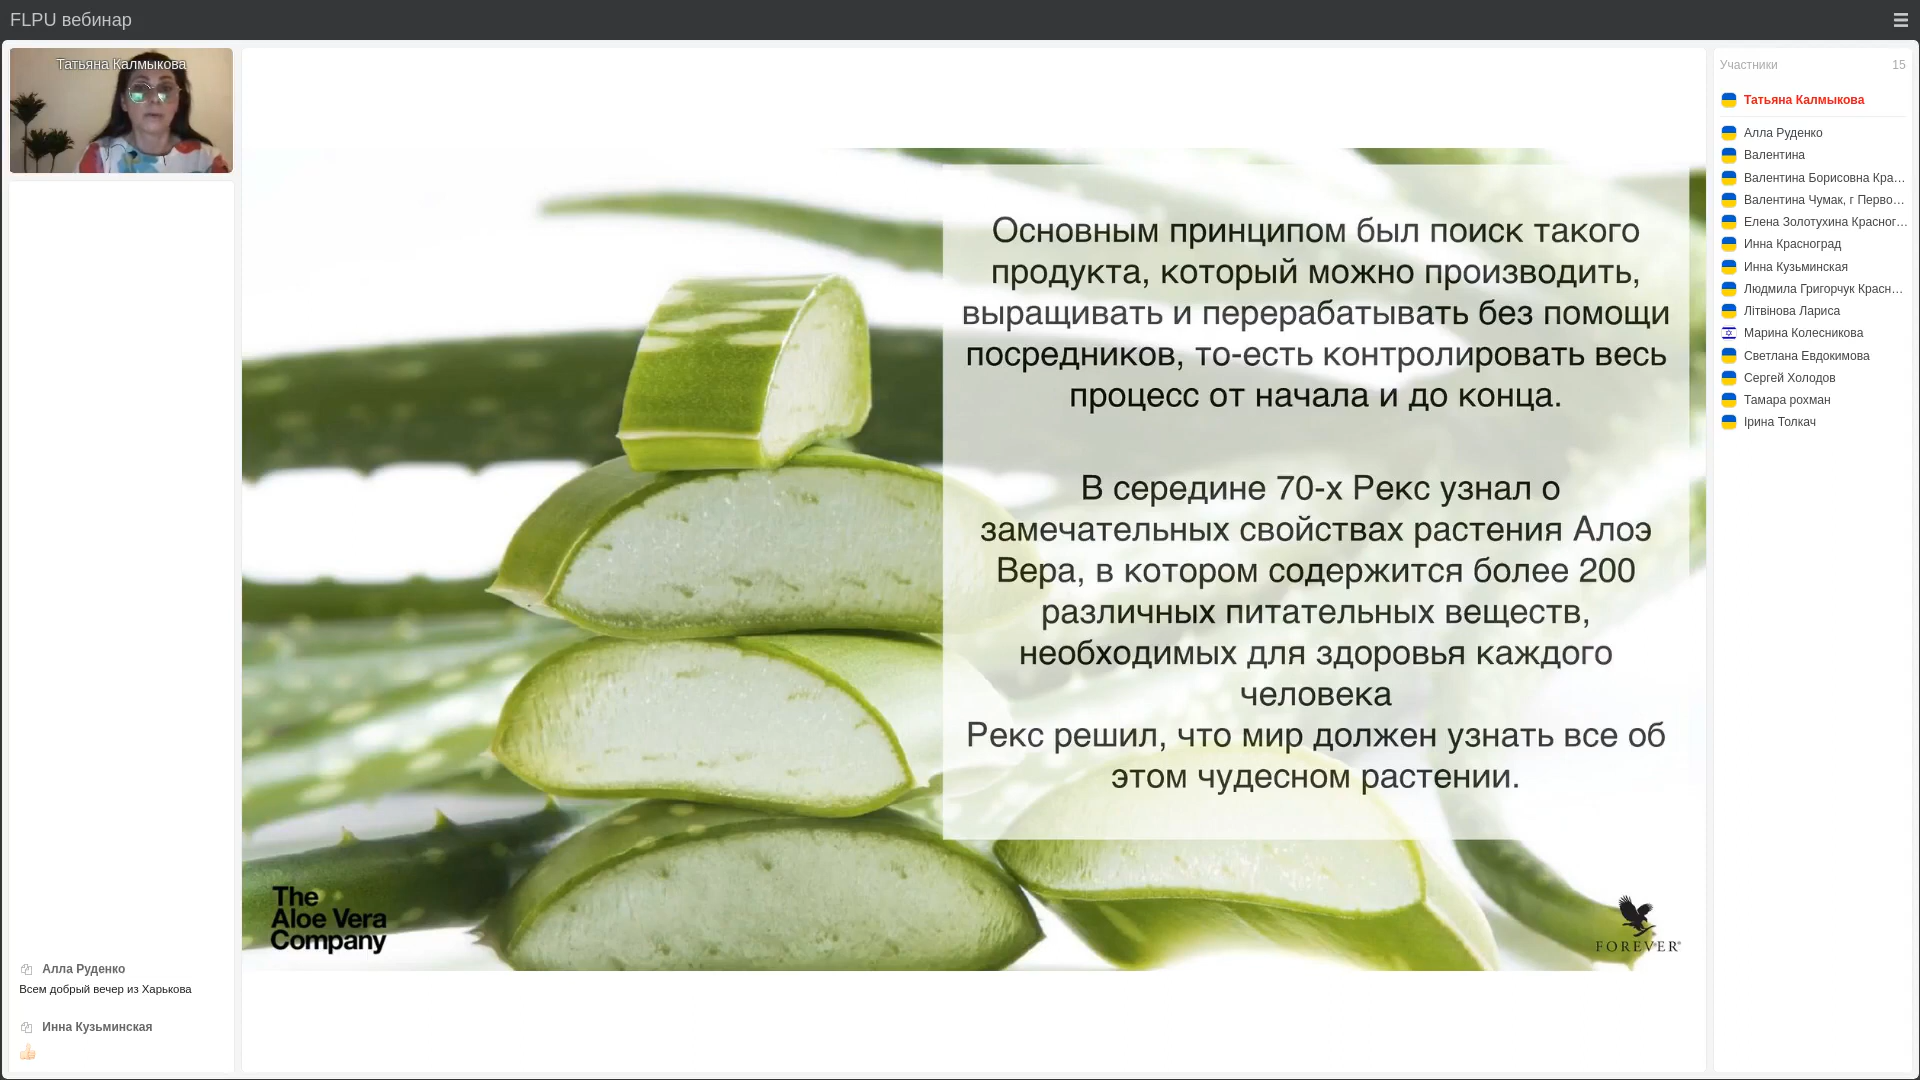 FLPU вебинар
Татьяна Калмыкова
Основным принципом был поиск такого
продукта, который можно производить,
выращивать и перерабатывать без помощи
посредников, то-есть контролировать весь
процесс от начала и до конца.
В середине 70-х Рекс узнал о
замечательных свойствах растения Алоэ
Вера, в котором содержится более 200
различных питательных веществ,
необходимых для здоровья каждого
человека
Рекс решил, что мир должен узнать все об
этом чудесном растении.
The
Aloe Vera
Company
FOREVER
Алла Руденко
Всем добрый вечер из Харькова
Инна Кузьминская
Участники 15
Татьяна Калмыкова
Алла Руденко
Валентина
Валентина Борисовна Кра...
Валентина Чумак, г Перво...
Елена Золотухина Красног...
Инна Красноград
Инна Кузьминская
Людмила Григорчук Красн...
Літвінова Лариса
Марина Колесникова
Светлана Евдокимова
Сергей Холодов
Тамара рохман
Ірина Толкач